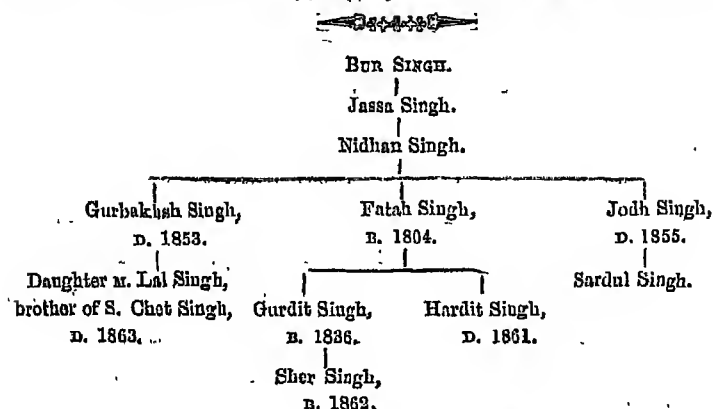 BUR SINGH.
Jassa Singh.
Nidhan Singh.
Gurbakhsh Singh, Fatah Singh, Jodh Singh,
D. 1853. B. 1804. D. 1855.
Daughter M. Lal Singh, Sardul Singh.
brother of S. Chet Singh, Gurdit Singh, Hardit Singh,
D. 1863. B. 1836. D. 1861.
Sher Singh,
B. 1862.